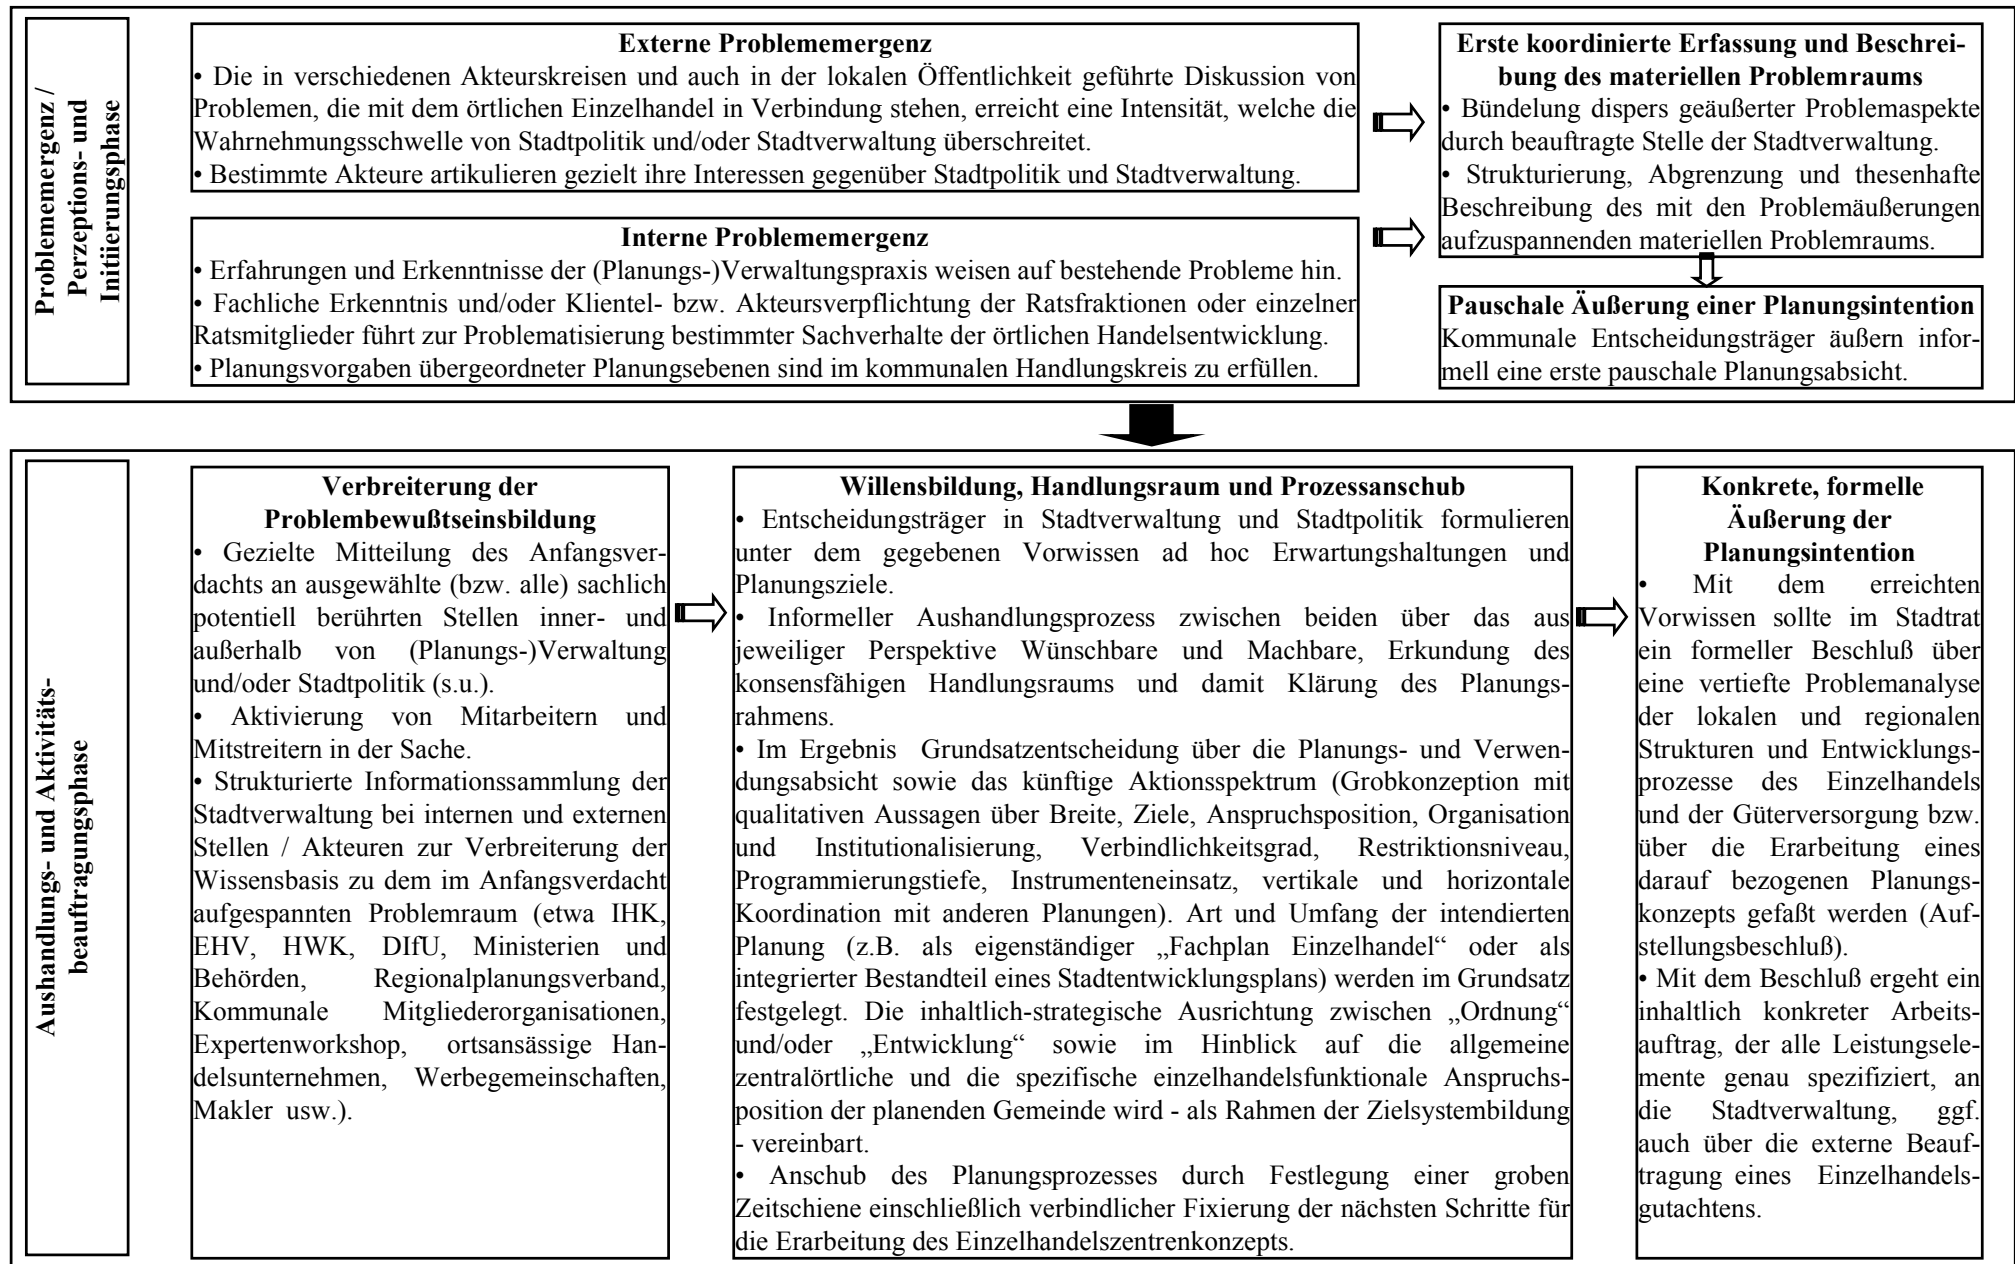 Problememergenz /
Perzeptions- und
Initiierungsphase
Externe Problememergenz
• Die in verschiedenen Akteurskreisen und auch in der lokalen Öffentlichkeit geführte Diskussion von
Problemen, die mit dem örtlichen Einzelhandel in Verbindung stehen, erreicht eine Intensität, welche die
Wahrnehmungsschwelle von Stadtpolitik und/oder Stadtverwaltung überschreitet.
• Bestimmte Akteure artikulieren gezielt ihre Interessen gegenüber Stadtpolitik und Stadtverwaltung.
Interne Problememergenz
• Erfahrungen und Erkenntnisse der (Planungs-)Verwaltungspraxis weisen auf bestehende Probleme hin.
• Fachliche Erkenntnis und/oder Klientel- bzw. Akteursverpflichtung der Ratsfraktionen oder einzelner
Ratsmitglieder führt zur Problematisierung bestimmter Sachverhalte der örtlichen Handelsentwicklung.
• Planungsvorgaben übergeordneter Planungsebenen sind im kommunalen Handlungskreis zu erfüllen.
Erste koordinierte Erfassung und Beschrei-
bung des materiellen Problemraums
• Bündelung dispers geäußerter Problemaspekte
durch beauftragte Stelle der Stadtverwaltung.
• Strukturierung, Abgrenzung und thesenhafte
Beschreibung des mit den Problemäußerungen
aufzuspannenden materiellen Problemraums.
Pauschale Äußerung einer Planungsintention
Kommunale Entscheidungsträger äußern infor-
mell eine erste pauschale Planungsabsicht.
Aushandlungs- und Aktivitäts-
beauftragungsphase
Verbreiterung der
Problembewußtseinsbildung
• Gezielte Mitteilung des Anfangsver-
dachts an ausgewählte (bzw. alle) sachlich
potentiell berührten Stellen inner- und
außerhalb von (Planungs-)Verwaltung
und/oder Stadtpolitik (s.u.).
• Aktivierung von Mitarbeitern und
Mitstreitern in der Sache.
• Strukturierte Informationssammlung der
Stadtverwaltung bei internen und externen
Stellen / Akteuren zur Verbreiterung der
Wissensbasis zu dem im Anfangsverdacht
aufgespannten Problemraum (etwa IHK,
EHV, HWK, DIfU, Ministerien und
Behörden, Regionalplanungsverband,
Kommunale Mitgliederorganisationen,
Expertenworkshop, ortsansässige Han-
delsunternehmen, Werbegemeinschaften,
Makler usw.).
Willensbildung, Handlungsraum und Prozessanschub
• Entscheidungsträger in Stadtverwaltung und Stadtpolitik formulieren
unter dem gegebenen Vorwissen ad hoc Erwartungshaltungen und
Planungsziele.
• Informeller Aushandlungsprozess zwischen beiden über das aus
jeweiliger Perspektive Wünschbare und Machbare, Erkundung des
konsensfähigen Handlungsraums und damit Klärung des Planungs-
rahmens.
• Im Ergebnis Grundsatzentscheidung über die Planungs- und Verwen-
dungsabsicht sowie das künftige Aktionsspektrum (Grobkonzeption mit
qualitativen Aussagen über Breite, Ziele, Anspruchsposition, Organisation
und Institutionalisierung, Verbindlichkeitsgrad, Restriktionsniveau,
Programmierungstiefe, Instrumenteneinsatz, vertikale und horizontale
Koordination mit anderen Planungen). Art und Umfang der intendierten
Planung (z.B. als eigenständiger „Fachplan Einzelhandel“ oder als
integrierter Bestandteil eines Stadtentwicklungsplans) werden im Grundsatz
festgelegt. Die inhaltlich-strategische Ausrichtung zwischen „Ordnung“
und/oder „Entwicklung“ sowie im Hinblick auf die allgemeine
zentralörtliche und die spezifische einzelhandelsfunktionale Anspruchs-
position der planenden Gemeinde wird - als Rahmen der Zielsystembildung
- vereinbart.
• Anschub des Planungsprozesses durch Festlegung einer groben
Zeitschiene einschließlich verbindlicher Fixierung der nächsten Schritte für
die Erarbeitung des Einzelhandelszentrenkonzepts.
Konkrete, formelle
Äußerung der
Planungsintention
• Mit dem erreichten
Vorwissen sollte im Stadtrat
ein formeller Beschluß über
eine vertiefte Problemanalyse
der lokalen und regionalen
Strukturen und Entwicklungs-
prozesse des Einzelhandels
und der Güterversorgung bzw.
über die Erarbeitung eines
darauf bezogenen Planungs-
konzepts gefaßt werden (Auf-
stellungsbeschluß).
• Mit dem Beschluß ergeht ein
inhaltlich konkreter Arbeits-
auftrag, der alle Leistungsele-
mente genau spezifiziert, an
die Stadtverwaltung, ggf.
auch über die externe Beauf-
tragung eines Einzelhandels-
gutachtens.